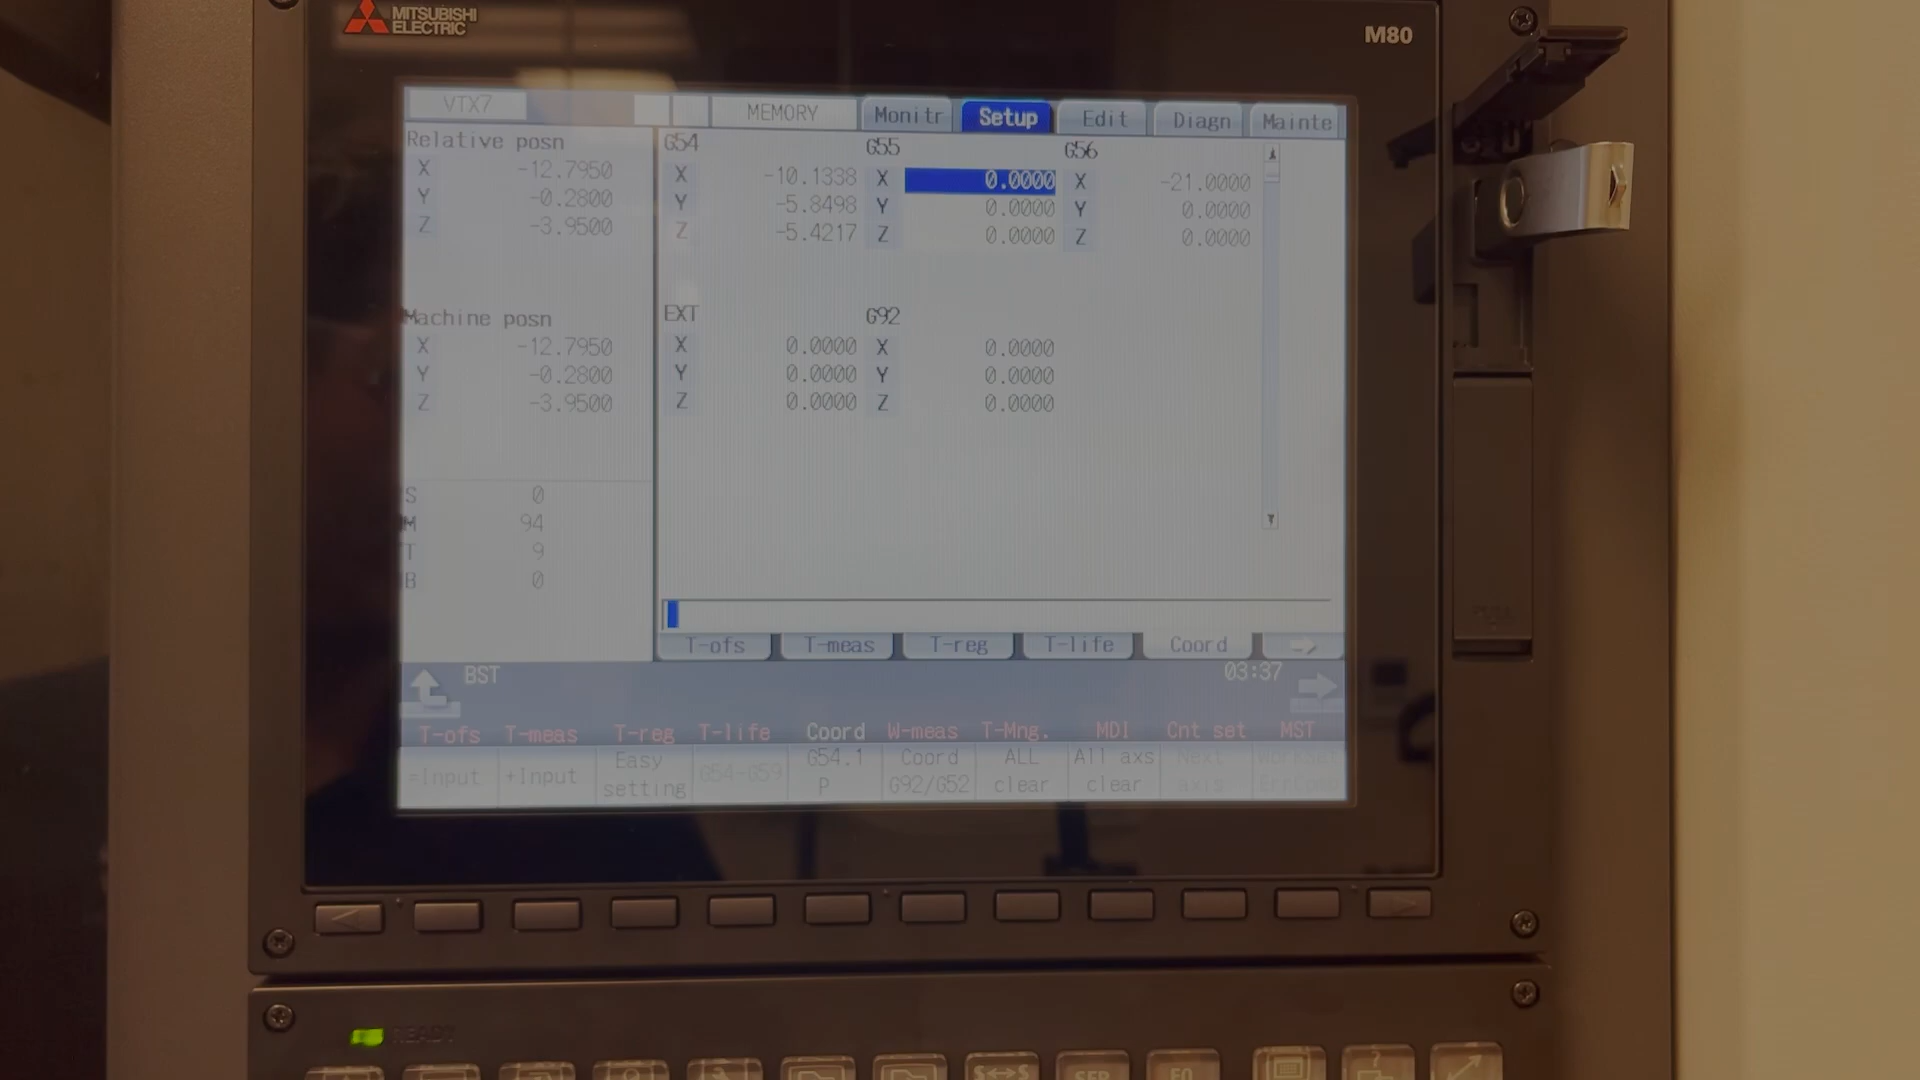 MITSUBISHI
ELECTRIC
M80
VTX7
MEMORY
Monitr
Setup
Edit
Diagn
Mainte
Relative posn
X -12.7950
Y -0.2800
Z -3.9500
G54
X -10.1338
Y -5.8498
Z -5.4217
G55
X 0.0000
Y 0.0000
Z 0.0000
G56
X -21.0000
Y 0.0000
Z 0.0000
Machine posn
X -12.7950
Y -0.2800
Z -3.9500
EXT
X 0.0000
Y 0.0000
Z 0.0000
G92
X 0.0000
Y 0.0000
Z 0.0000
S 0
M 94
T 9
B 0
T-ofs
T-meas
T-reg
T-life
Coord
BST
03:37
T-ofs T-meas T-reg T-life Coord W-meas T-Mng. MDI Cnt set MST
=Input
+Input
Easy
setting
G54-G59
G54.1
P
Coord
G92/G52
ALL
clear
All axs
clear
Next
axis
READY